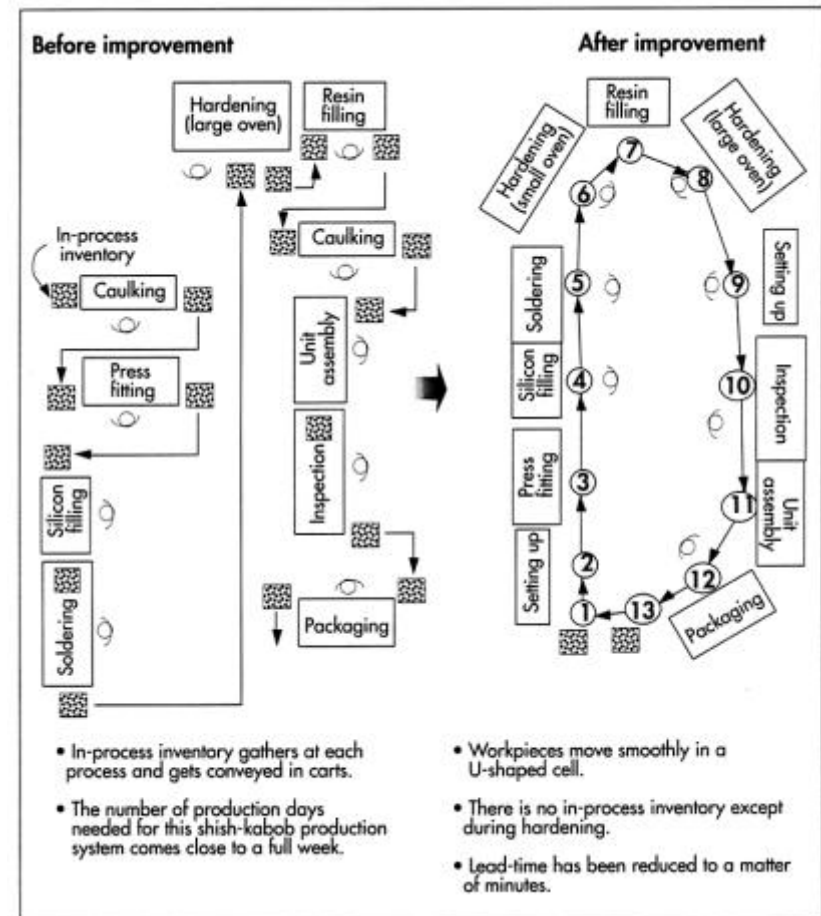 Before improvement
Hardening
(large oven)
Resin
filling
In-process
inventory
Caulking
Press
fitting
Silicon
filling
Soldering
Caulking
Unit
assembly
Inspection
Packaging
After improvement
Resin
filling
Hardening
(small oven)
Hardening
(large oven)
Soldering
Silicon filling
Press
fitting
Setting up
Setting up
Inspection
Unit
assembly
Packaging
1
2
3
4
5
6
7
8
9
10
11
12
13
• In-process inventory gathers at each
process and gets conveyed in carts.
• The number of production days
needed for this shish-kabob production
system comes close to a full week.
• Workpieces move smoothly in a
U-shaped cell.
• There is no in-process inventory except
during hardening.
• Lead-time has been reduced to a matter
of minutes.